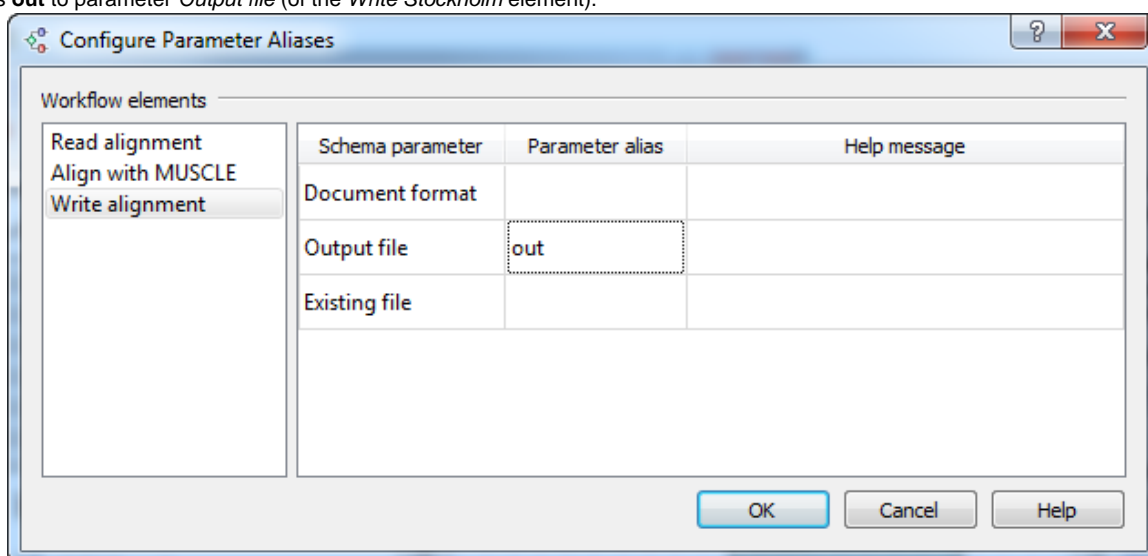 s out to parameter Output file (of the Write Stockholm element).
Configure Parameter Aliases
Workflow elements
Read alignment
Align with MUSCLE
Write alignment
Schema parameter Parameter alias Help message
Document format
Output file out
Existing file
OK Cancel Help